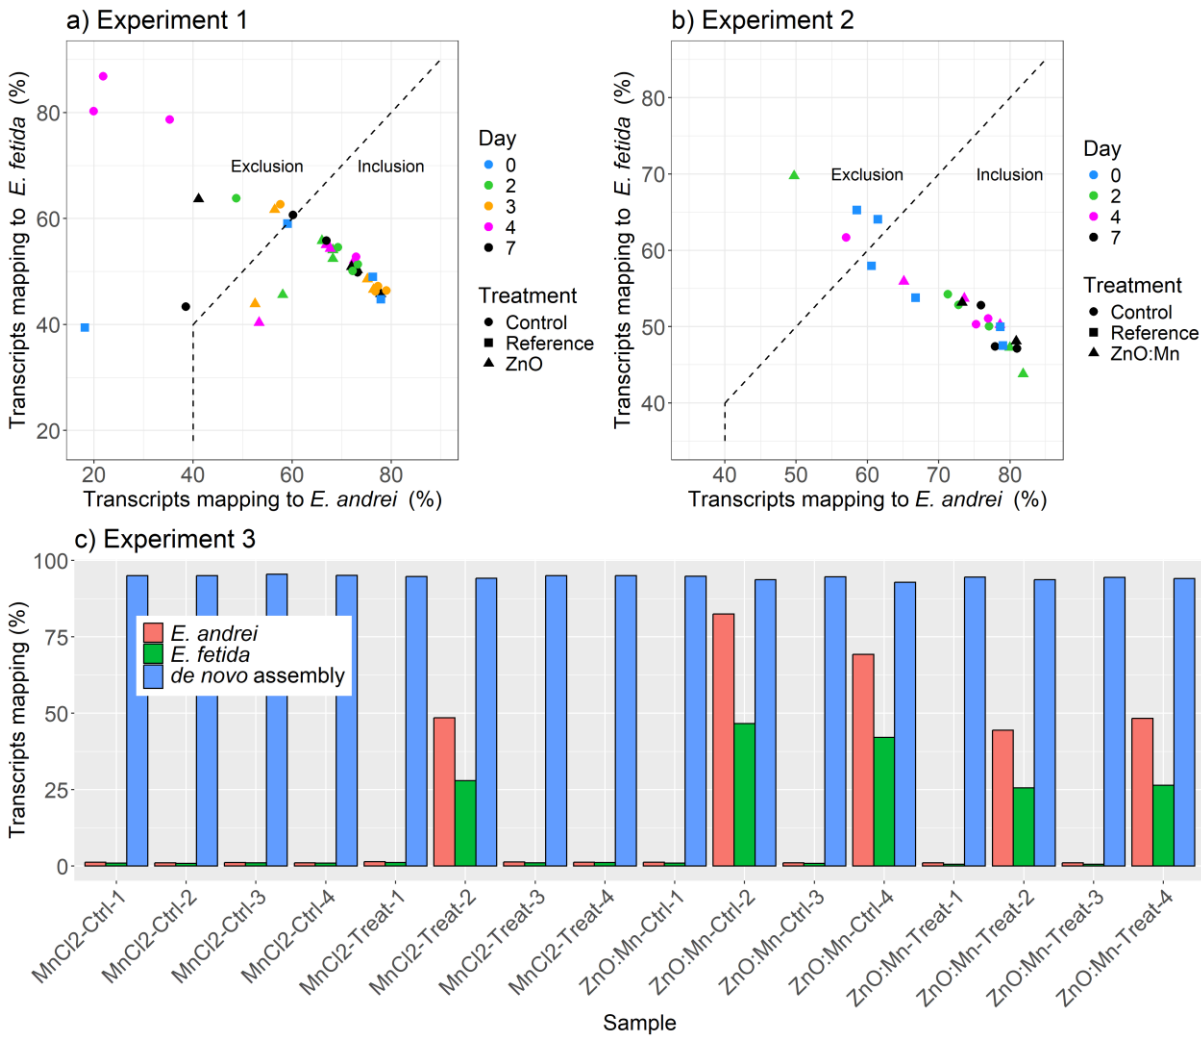 a) Experiment 1
Transcripts mapping to E. fetida (%)
80
60
40
20
Exclusion
Inclusion
20
40
60
80
Transcripts mapping to E. andrei (%)
Day
0
2
3
4
7
Treatment
Control
Reference
ZnO
b) Experiment 2
Transcripts mapping to E. fetida (%)
80
70
60
50
40
Exclusion
Inclusion
40
50
60
70
80
Transcripts mapping to E. andrei (%)
Day
0
2
4
7
Treatment
Control
Reference
ZnO:Mn
c) Experiment 3
Transcripts mapping (%)
100
75
50
25
0
E. andrei
E. fetida
de novo assembly
MnCl2-Ctrl-1
MnCl2-Ctrl-2
MnCl2-Ctrl-3
MnCl2-Ctrl-4
MnCl2-Treat-1
MnCl2-Treat-2
MnCl2-Treat-3
MnCl2-Treat-4
ZnO:Mn-Ctrl-1
ZnO:Mn-Ctrl-2
ZnO:Mn-Ctrl-3
ZnO:Mn-Ctrl-4
ZnO:Mn-Treat-1
ZnO:Mn-Treat-2
ZnO:Mn-Treat-3
ZnO:Mn-Treat-4
Sample